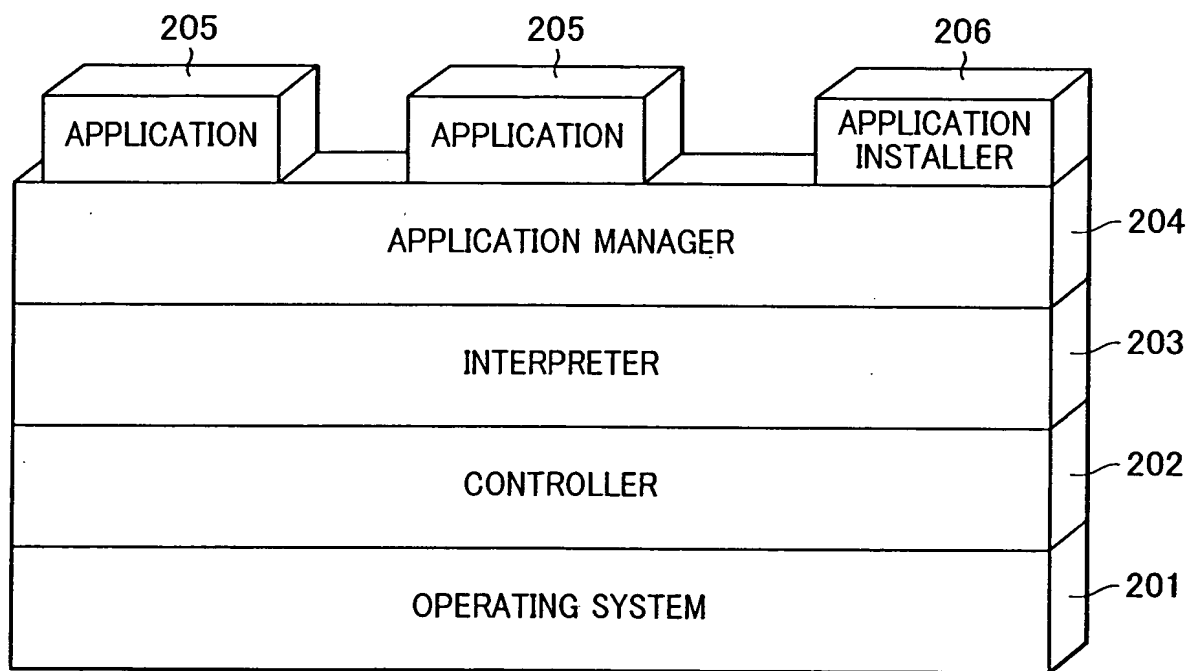 205
205
206
APPLICATION
APPLICATION
APPLICATION
INSTALLER
APPLICATION MANAGER
204
INTERPRETER
203
CONTROLLER
202
OPERATING SYSTEM
201